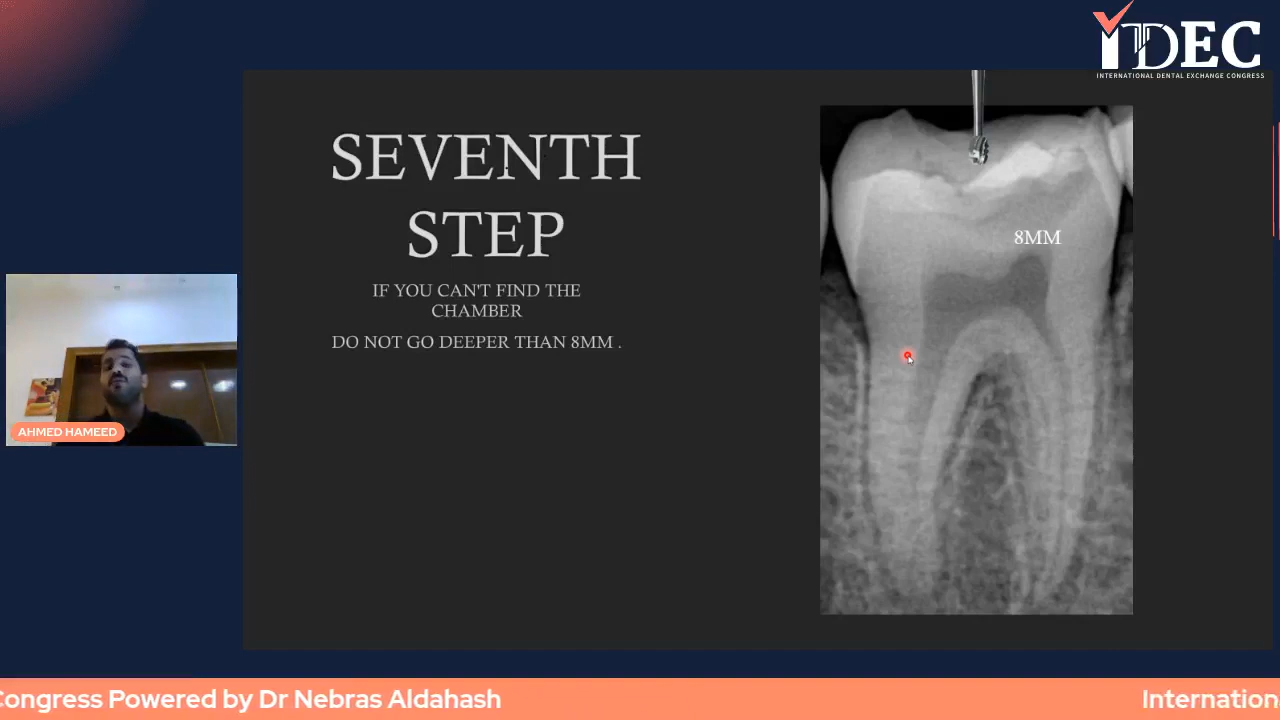 IDEC
INTERNATIONAL DENTAL EXCHANGE CONGRESS
SEVENTH
STEP
IF YOU CAN'T FIND THE
CHAMBER
DO NOT GO DEEPER THAN 8MM .
8MM
AHMED HAMEED
Congress Powered by Dr Nebras Aldahash
Internation